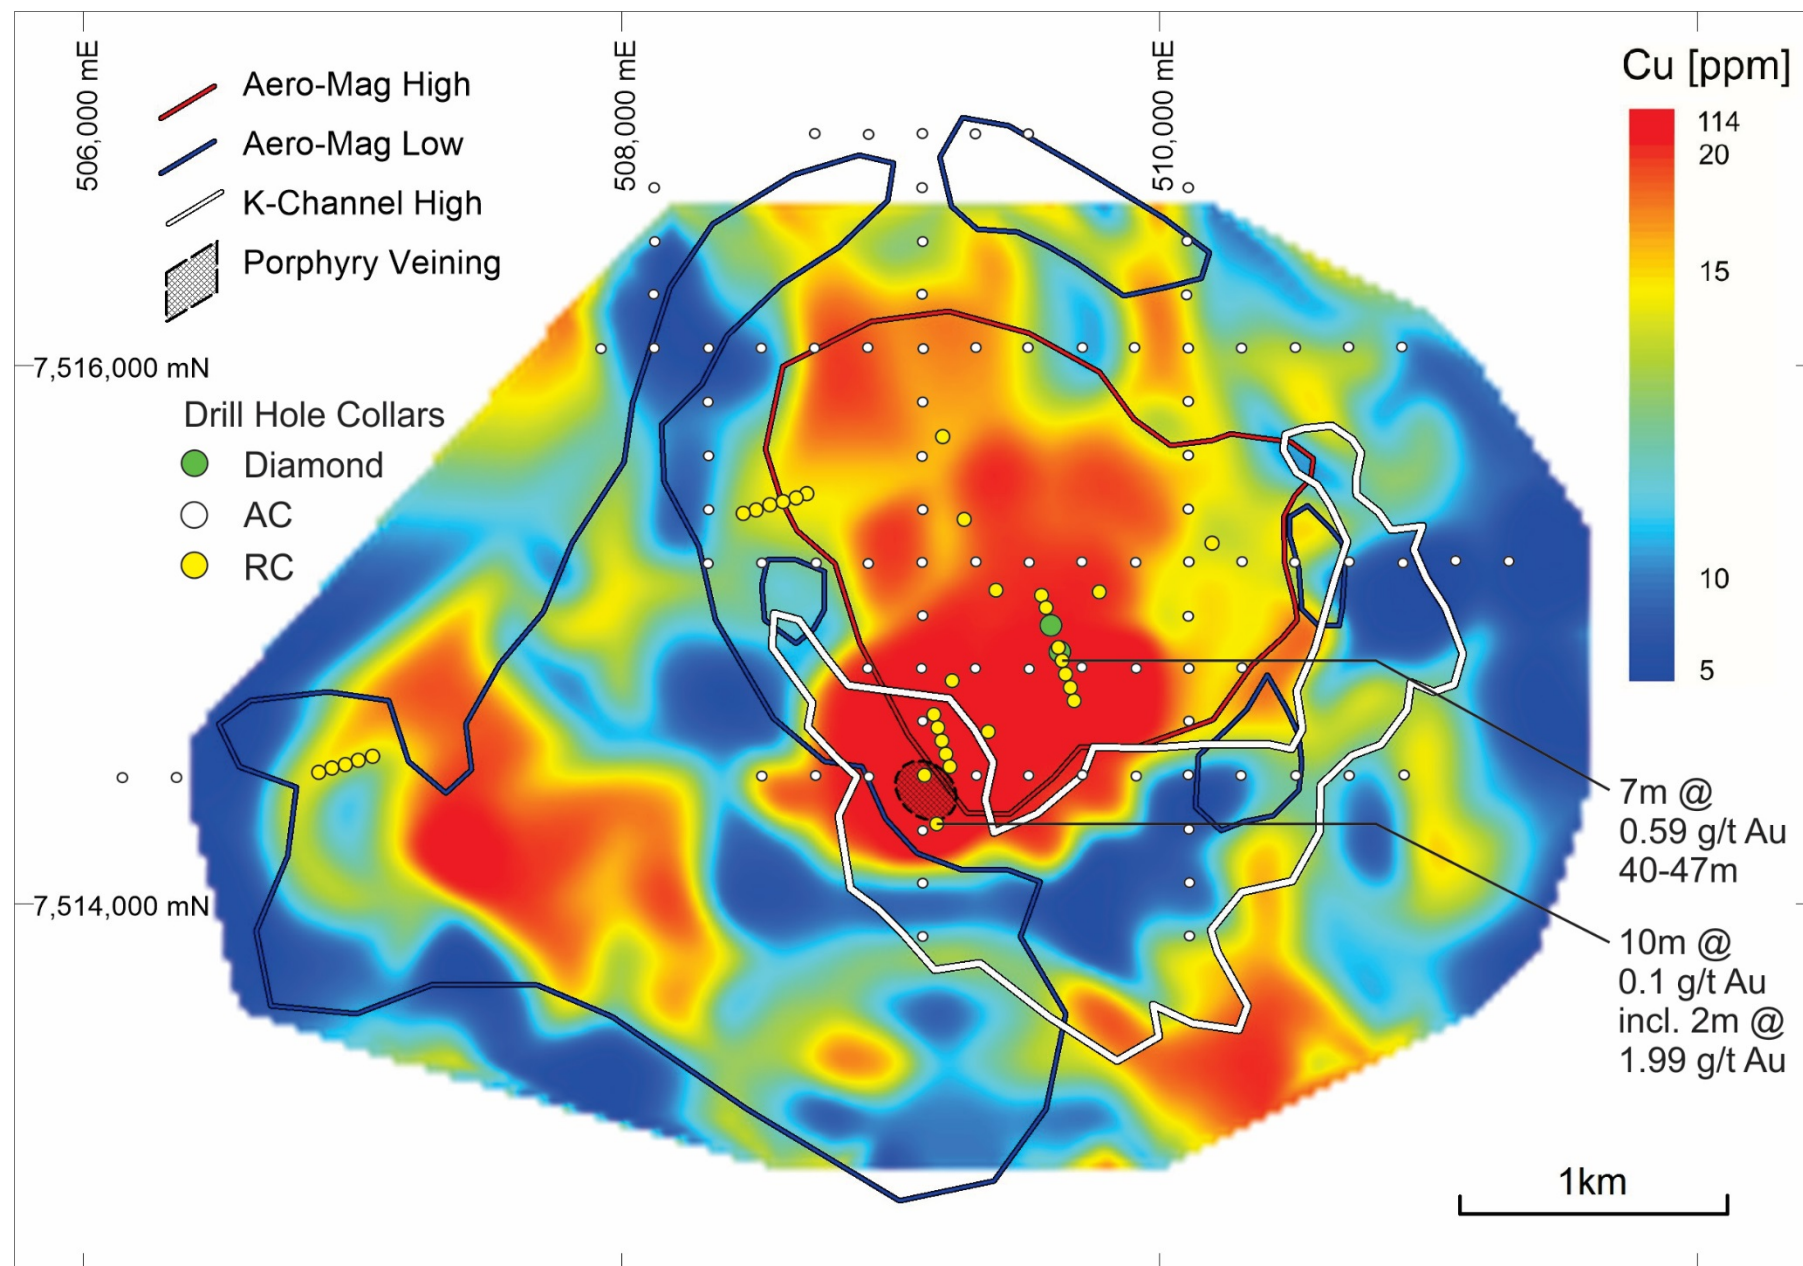 506,000 mE
508,000 mE
510,000 mE
Aero-Mag High
Aero-Mag Low
K-Channel High
Porphyry Veining
7,516,000 mN
Drill Hole Collars
Diamond
AC
RC
7,514,000 mN
Cu [ppm]
114
20
15
10
5
7m @
0.59 g/t Au
40-47m
10m @
0.1 g/t Au
incl. 2m @
1.99 g/t Au
1km